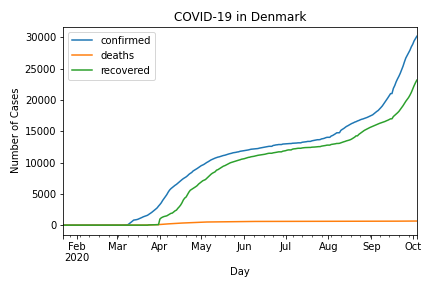 COVID-19 in Denmark
confirmed
deaths
recovered
Number of Cases
30000
25000
20000
15000
10000
5000
0
Feb Mar Apr May Jun Jul Aug Sep Oct
2020
Day